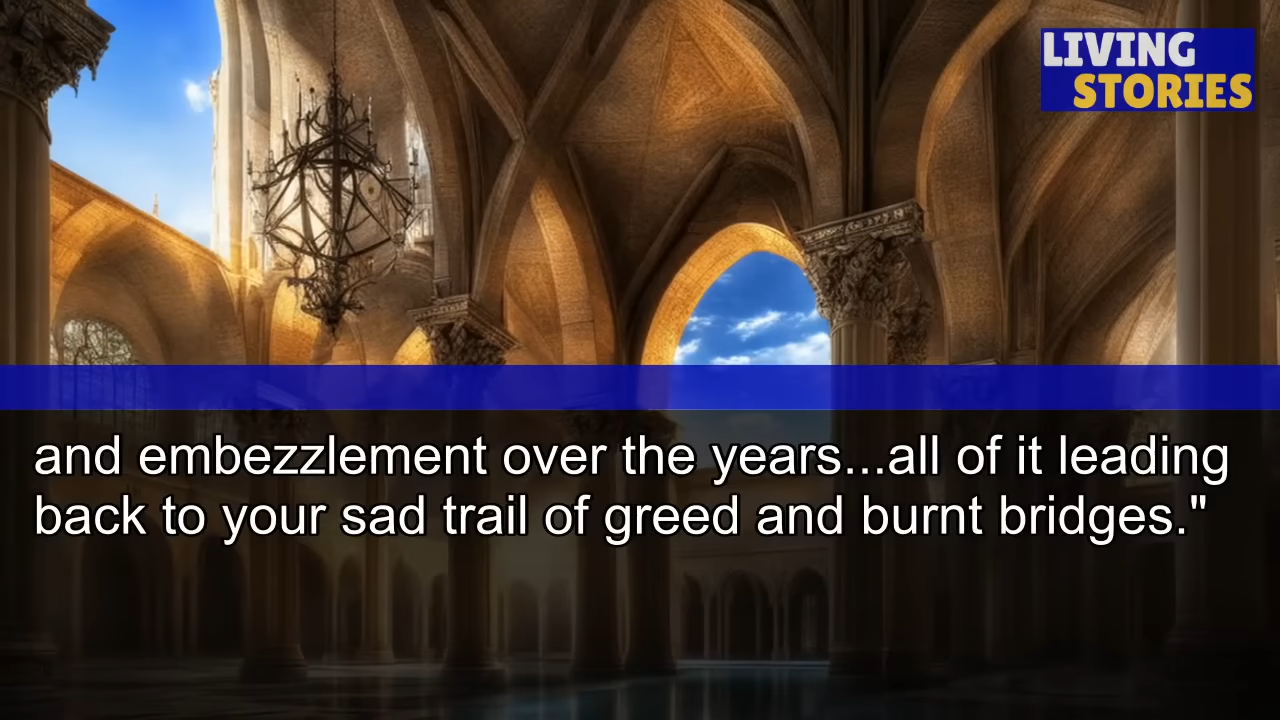 LIVING
STORIES
and embezzlement over the years...all of it leading
back to your sad trail of greed and burnt bridges."